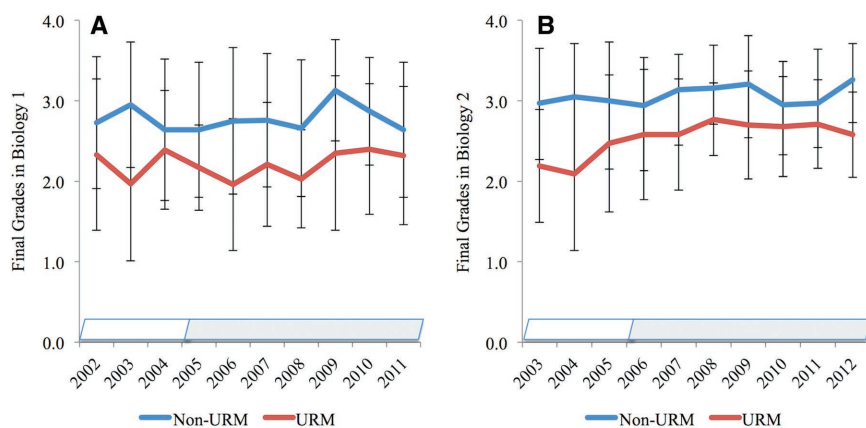 A
Final Grades in Biology 1
4.0
3.0
2.0
1.0
0.0
2002 2003 2004 2005 2006 2007 2008 2009 2010 2011
Non-URM URM
B
Final Grades in Biology 2
4.0
3.0
2.0
1.0
0.0
2003 2004 2005 2006 2007 2008 2009 2010 2011 2012
Non-URM URM